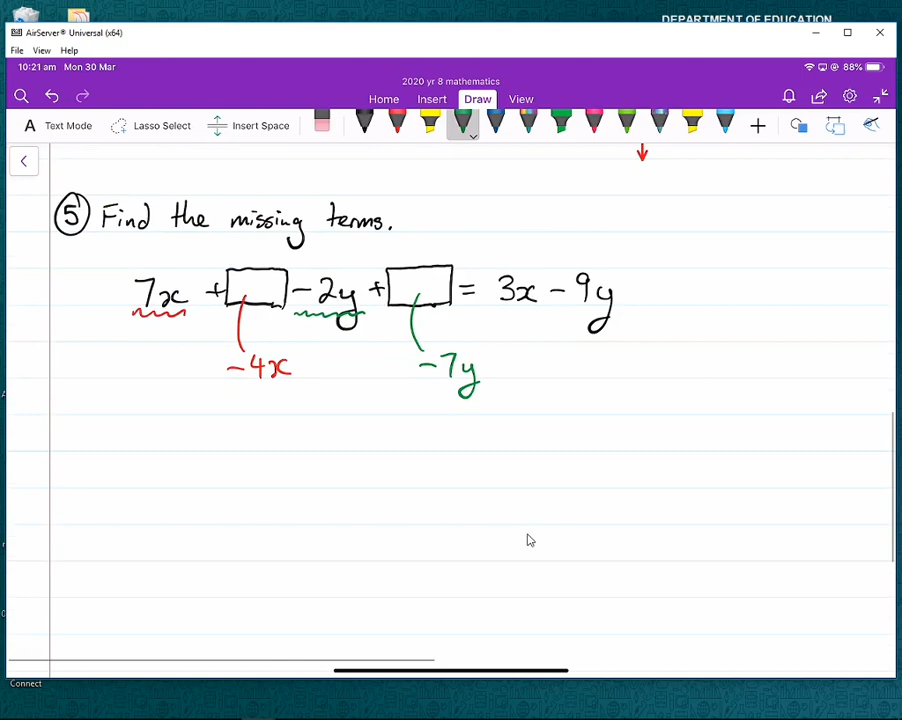 DEPARTMENT OF EDUCATION
AirServer® Universal (x64)
File View Help
10:21 am Mon 30 Mar 88%
2020 yr 8 mathematics
Home Insert Draw View
A Text Mode Lasso Select Insert Space
5 Find the missing terms.
7x + □ - 2y + □ = 3x - 9y
-4x -7y
Connect